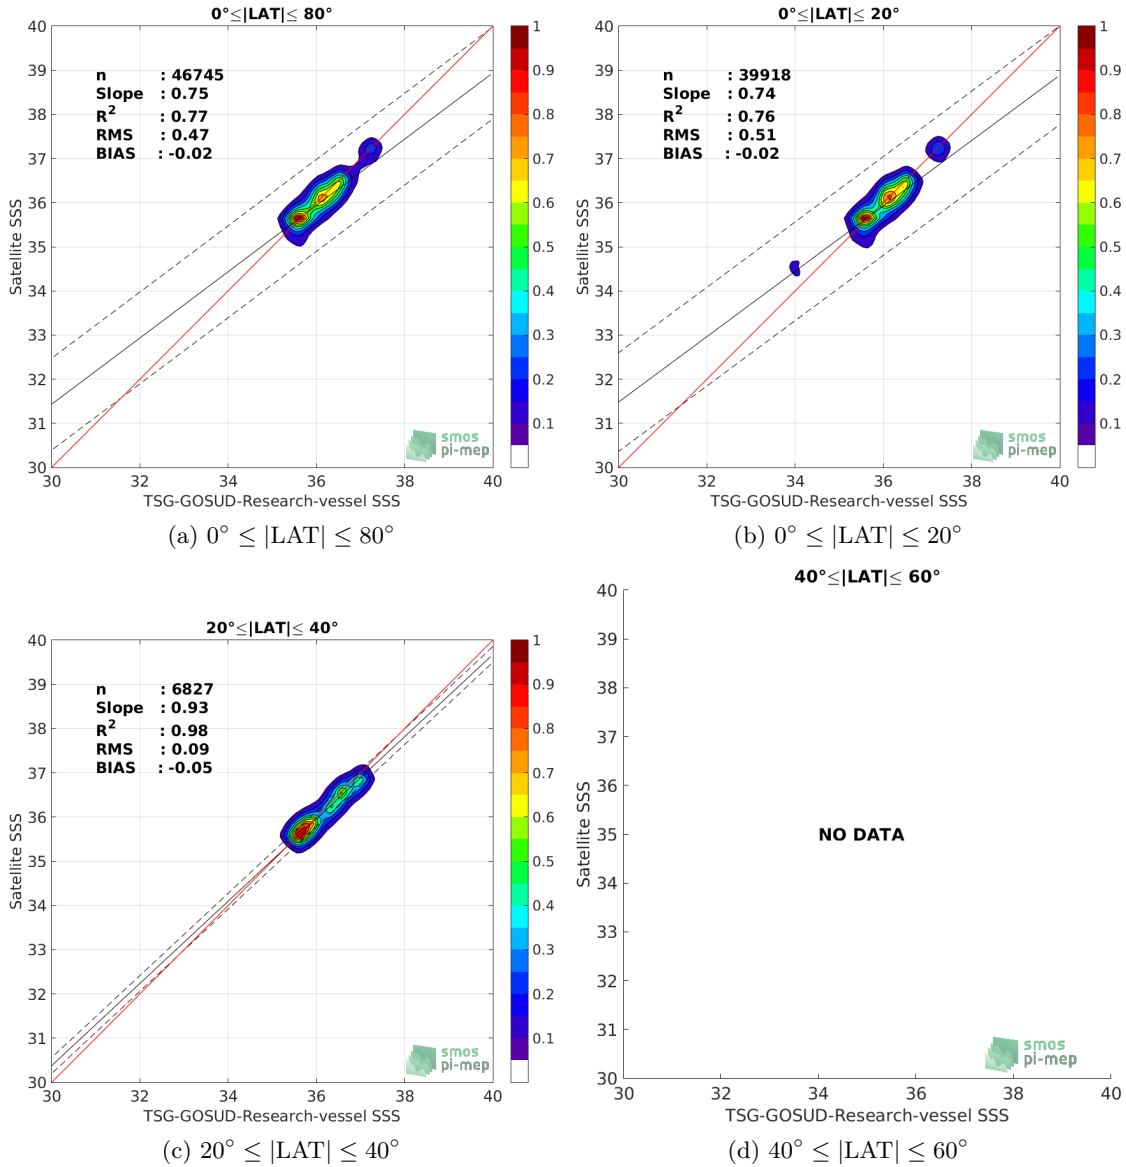 0°≤|LAT|≤ 80°
40
39
38
37
36
35
34
33
32
31
30
Satellite SSS
n : 46745
Slope : 0.75
R2 : 0.77
RMS : 0.47
BIAS : -0.02
smos
pi-mep
30 32 34 36 38 40
TSG-GOSUD-Research-vessel SSS
1
0.9
0.8
0.7
0.6
0.5
0.4
0.3
0.2
0.1
(a) 0° ≤ |LAT| ≤ 80°
0°≤|LAT|≤ 20°
40
39
38
37
36
35
34
33
32
31
30
Satellite SSS
n : 39918
Slope : 0.74
R2 : 0.76
RMS : 0.51
BIAS : -0.02
smos
pi-mep
30 32 34 36 38 40
TSG-GOSUD-Research-vessel SSS
1
0.9
0.8
0.7
0.6
0.5
0.4
0.3
0.2
0.1
(b) 0° ≤ |LAT| ≤ 20°
20°≤|LAT|≤ 40°
40
39
38
37
36
35
34
33
32
31
30
Satellite SSS
n : 6827
Slope : 0.93
R2 : 0.98
RMS : 0.09
BIAS : -0.05
smos
pi-mep
30 32 34 36 38 40
TSG-GOSUD-Research-vessel SSS
1
0.9
0.8
0.7
0.6
0.5
0.4
0.3
0.2
0.1
(c) 20° ≤ |LAT| ≤ 40°
40°≤|LAT|≤ 60°
40
39
38
37
36
35
34
33
32
31
30
Satellite SSS
NO DATA
smos
pi-mep
30 32 34 36 38 40
TSG-GOSUD-Research-vessel SSS
(d) 40° ≤ |LAT| ≤ 60°